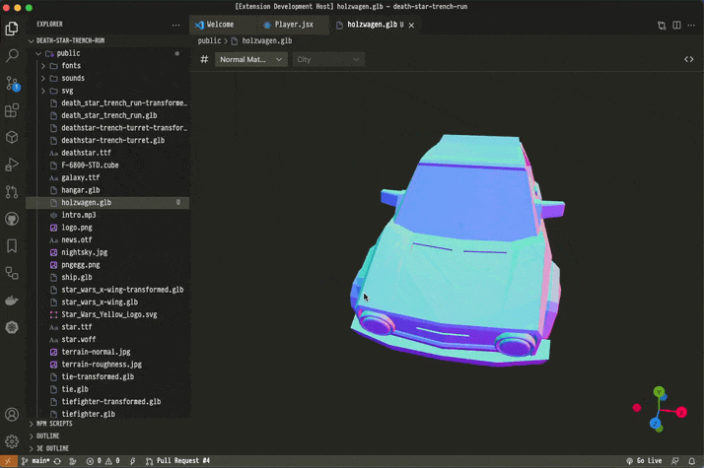 [Extension Development Host] holzwagen.glb — death-star-trench-run
EXPLORER
Welcome
Player.jsx
holzwagen.glb U
DEATH-STAR-TRENCH-RUN
public > holzwagen.glb
public
fonts
sounds
svg
death_star_trench_run-transforme...
death_star_trench_run.glb
deathstar-trench-turret-transfor...
deathstar-trench-turret.glb
deathstar.ttf
F-6800-STD.cube
galaxy.ttf
hangar.glb
holzwagen.glb U
intro.mp3
logo.png
news.otf
nightsky.jpg
pngegg.png
ship.glb
star_wars_x-wing-transformed.glb
star_wars_x-wing.glb
Star_Wars_Yellow_Logo.svg
star.ttf
star.woff
terrain-normal.jpg
terrain-roughness.jpg
tie-transformed.glb
tie.glb
tiefighter-transformed.glb
tiefighter.glb
NPM SCRIPTS
OUTLINE
3E OUTLINE
# Normal Mat... City
Y
X
Z
1
main* 0 0 Pull Request #4 Go Live